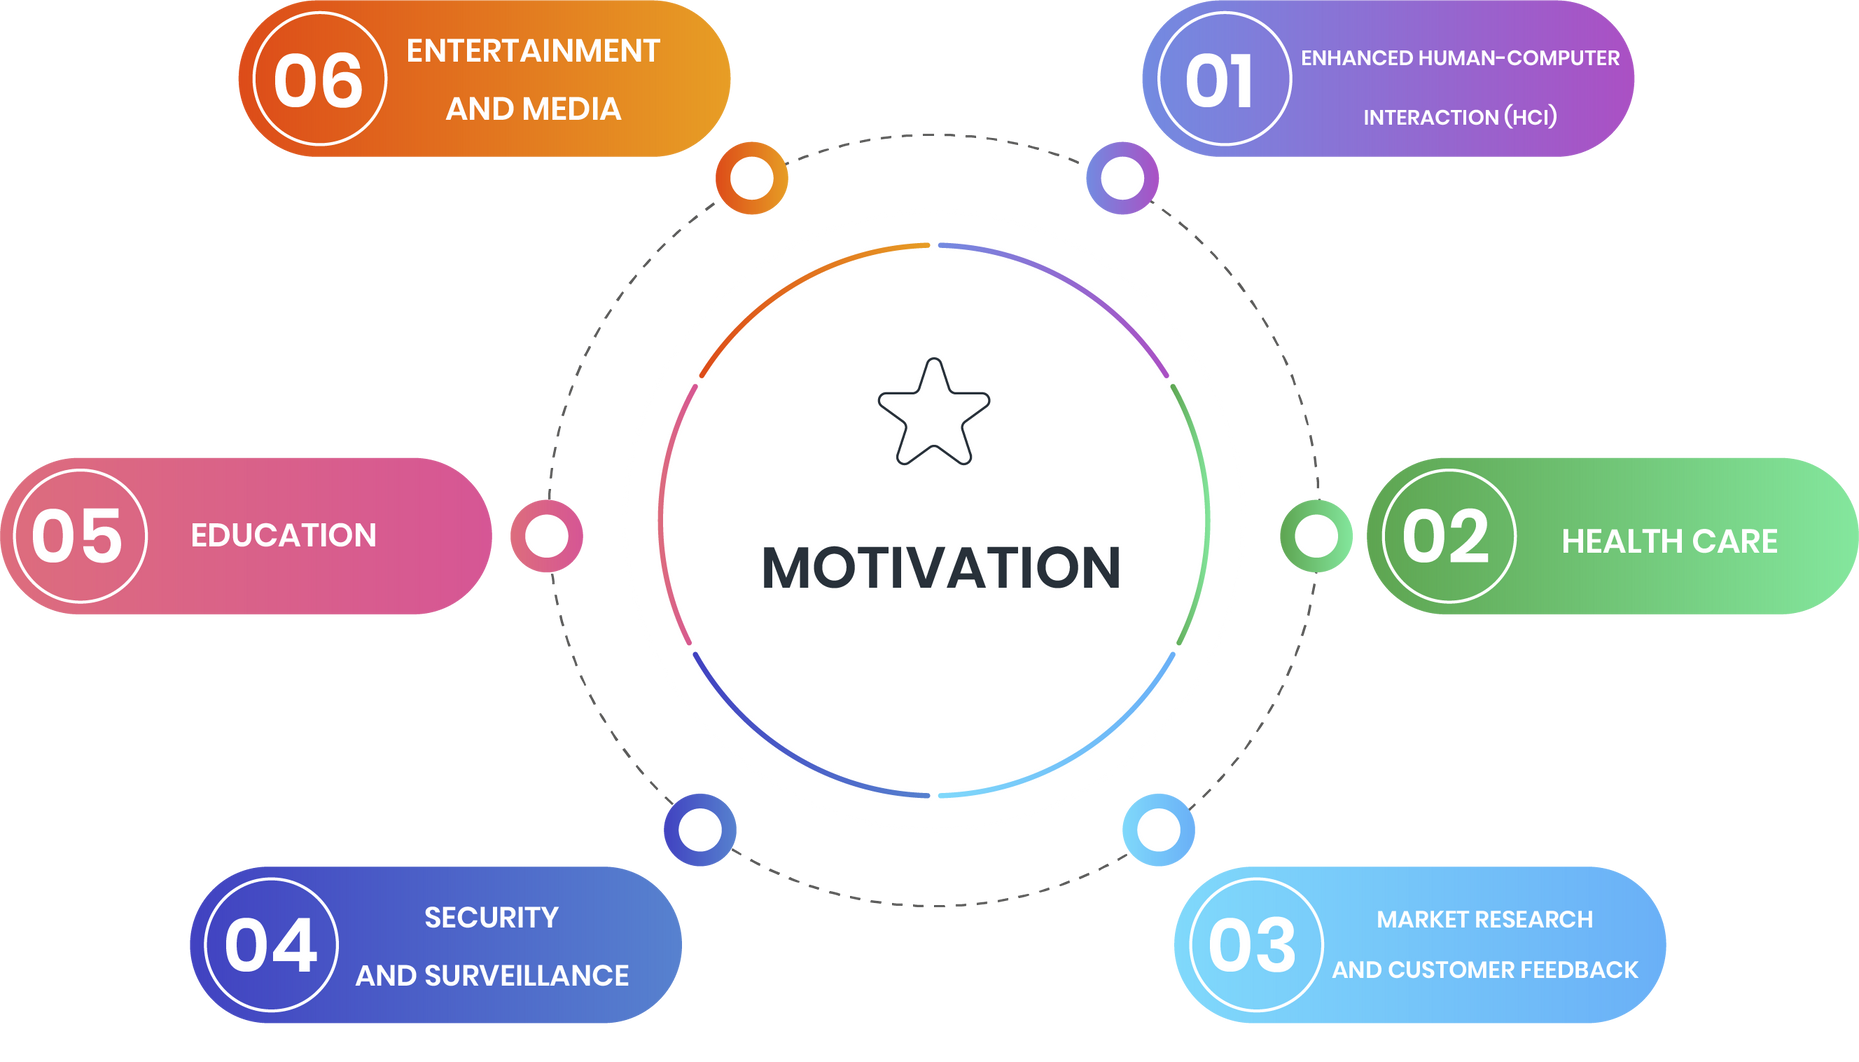 06
ENTERTAINMENT
AND MEDIA
01
ENHANCED HUMAN-COMPUTER
INTERACTION (HCI)
MOTIVATION
05
EDUCATION
02
HEALTH CARE
04
SECURITY
AND SURVEILLANCE
03
MARKET RESEARCH
AND CUSTOMER FEEDBACK